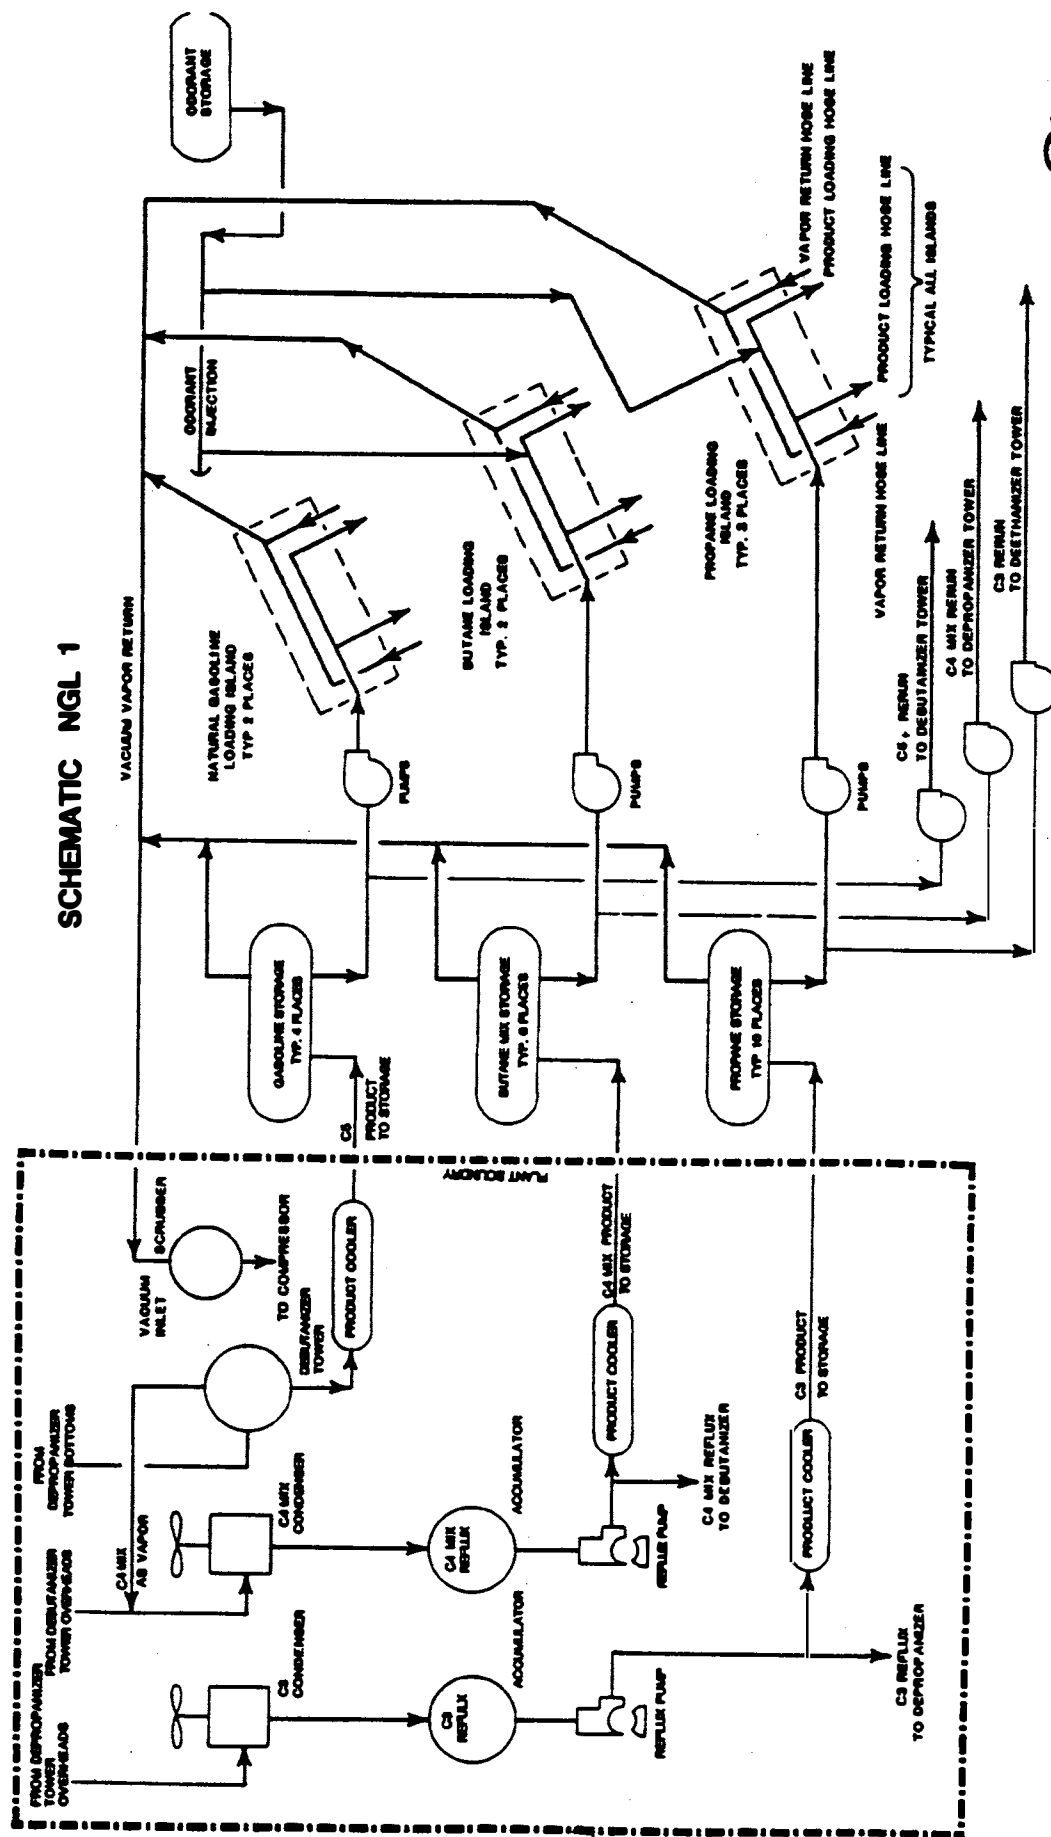 SCHEMATIC NGL 1
ODORANT
STORAGE
VACUUM VAPOR RETURN
ODORANT
INJECTION
NATURAL GASOLINE
LOADING ISLAND
TYP 2 PLACES
BUTANE LOADING
ISLAND
TYP. 2 PLACES
PROPANE LOADING
ISLAND
TYP. 3 PLACES
VAPOR RETURN HOSE LINE
PRODUCT LOADING HOSE LINE
VAPOR RETURN HOSE LINE
PRODUCT LOADING HOSE LINE
TYPICAL ALL ISLANDS
PUMPS
PUMPS
PUMPS
C5+ RERUN
TO DEBUTANIZER TOWER
C4 MIX RERUN
TO DEPROPANIZER TOWER
C3 RERUN
TO DEETHANIZER TOWER
GASOLINE STORAGE
TYP. 4 PLACES
BUTANE MIX STORAGE
TYP. 6 PLACES
PROPANE STORAGE
TYP 10 PLACES
C5
PRODUCT
TO STORAGE
C4 MIX PRODUCT
TO STORAGE
C3 PRODUCT
TO STORAGE
PLANT BOUNDRY
VACUUM
INLET
SCRUBBER
TO COMPRESSOR
DEBUTANIZER
TOWER
PRODUCT COOLER
PRODUCT COOLER
PRODUCT COOLER
FROM
DEPROPANIZER
TOWER BOTTOMS
C4 MIX
AS VAPOR
FROM DEBUTANIZER
TOWER OVERHEADS
FROM DEPROPANIZER
TOWER
OVERHEADS
C4 MIX
CONDENSER
C3
CONDENSER
C4 MIX
REFLUX
ACCUMULATOR
C3
REFULX
ACCUMULATOR
REFLUX PUMP
REFLUX PUMP
C4 MIX REFLUX
TO DEBUTANIZER
C3 REFLUX
TO DEPROPANIZER